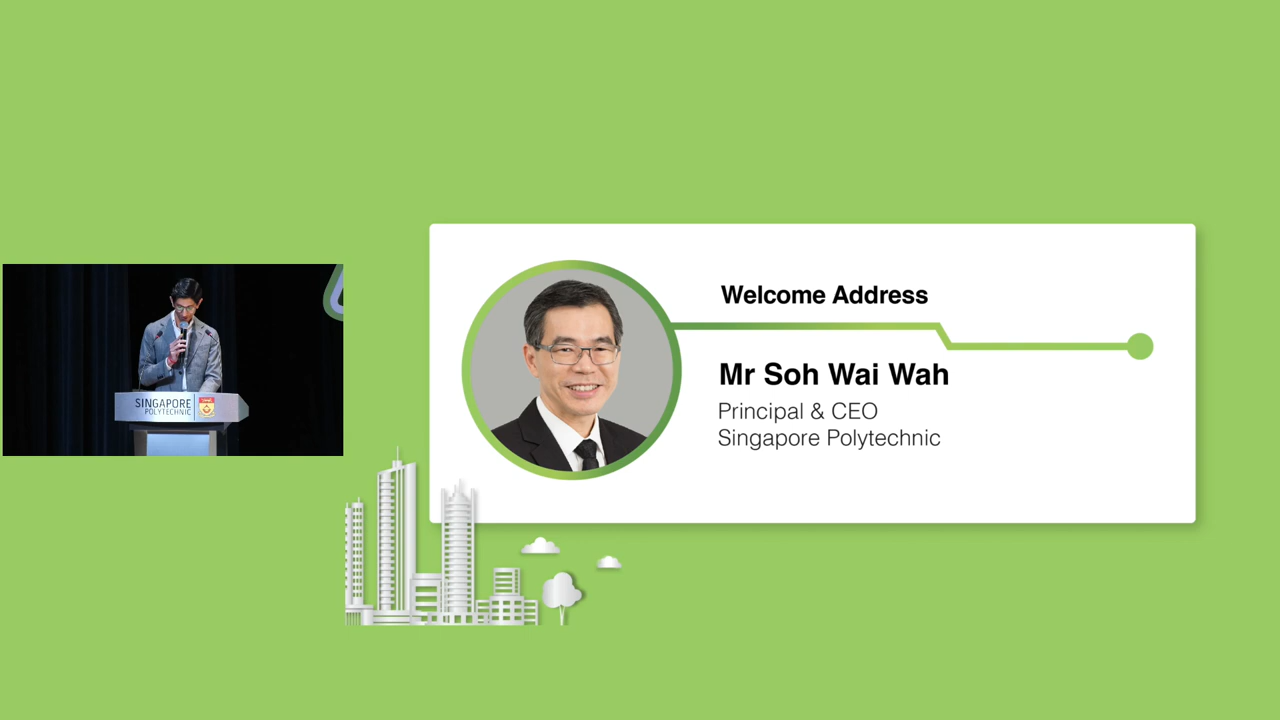 Welcome Address
Mr Soh Wai Wah
Principal & CEO
Singapore Polytechnic
SINGAPORE
POLYTECHNIC